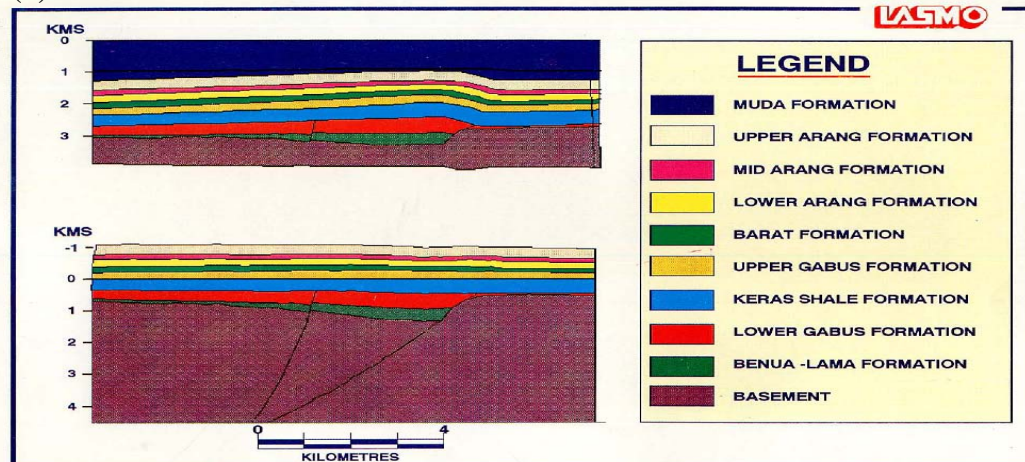 LASMO
KMS
0
1
2
3
KMS
-1
0
1
2
3
4
0 4
KILOMETRES
LEGEND
MUDA FORMATION
UPPER ARANG FORMATION
MID ARANG FORMATION
LOWER ARANG FORMATION
BARAT FORMATION
UPPER GABUS FORMATION
KERAS SHALE FORMATION
LOWER GABUS FORMATION
BENUA -LAMA FORMATION
BASEMENT